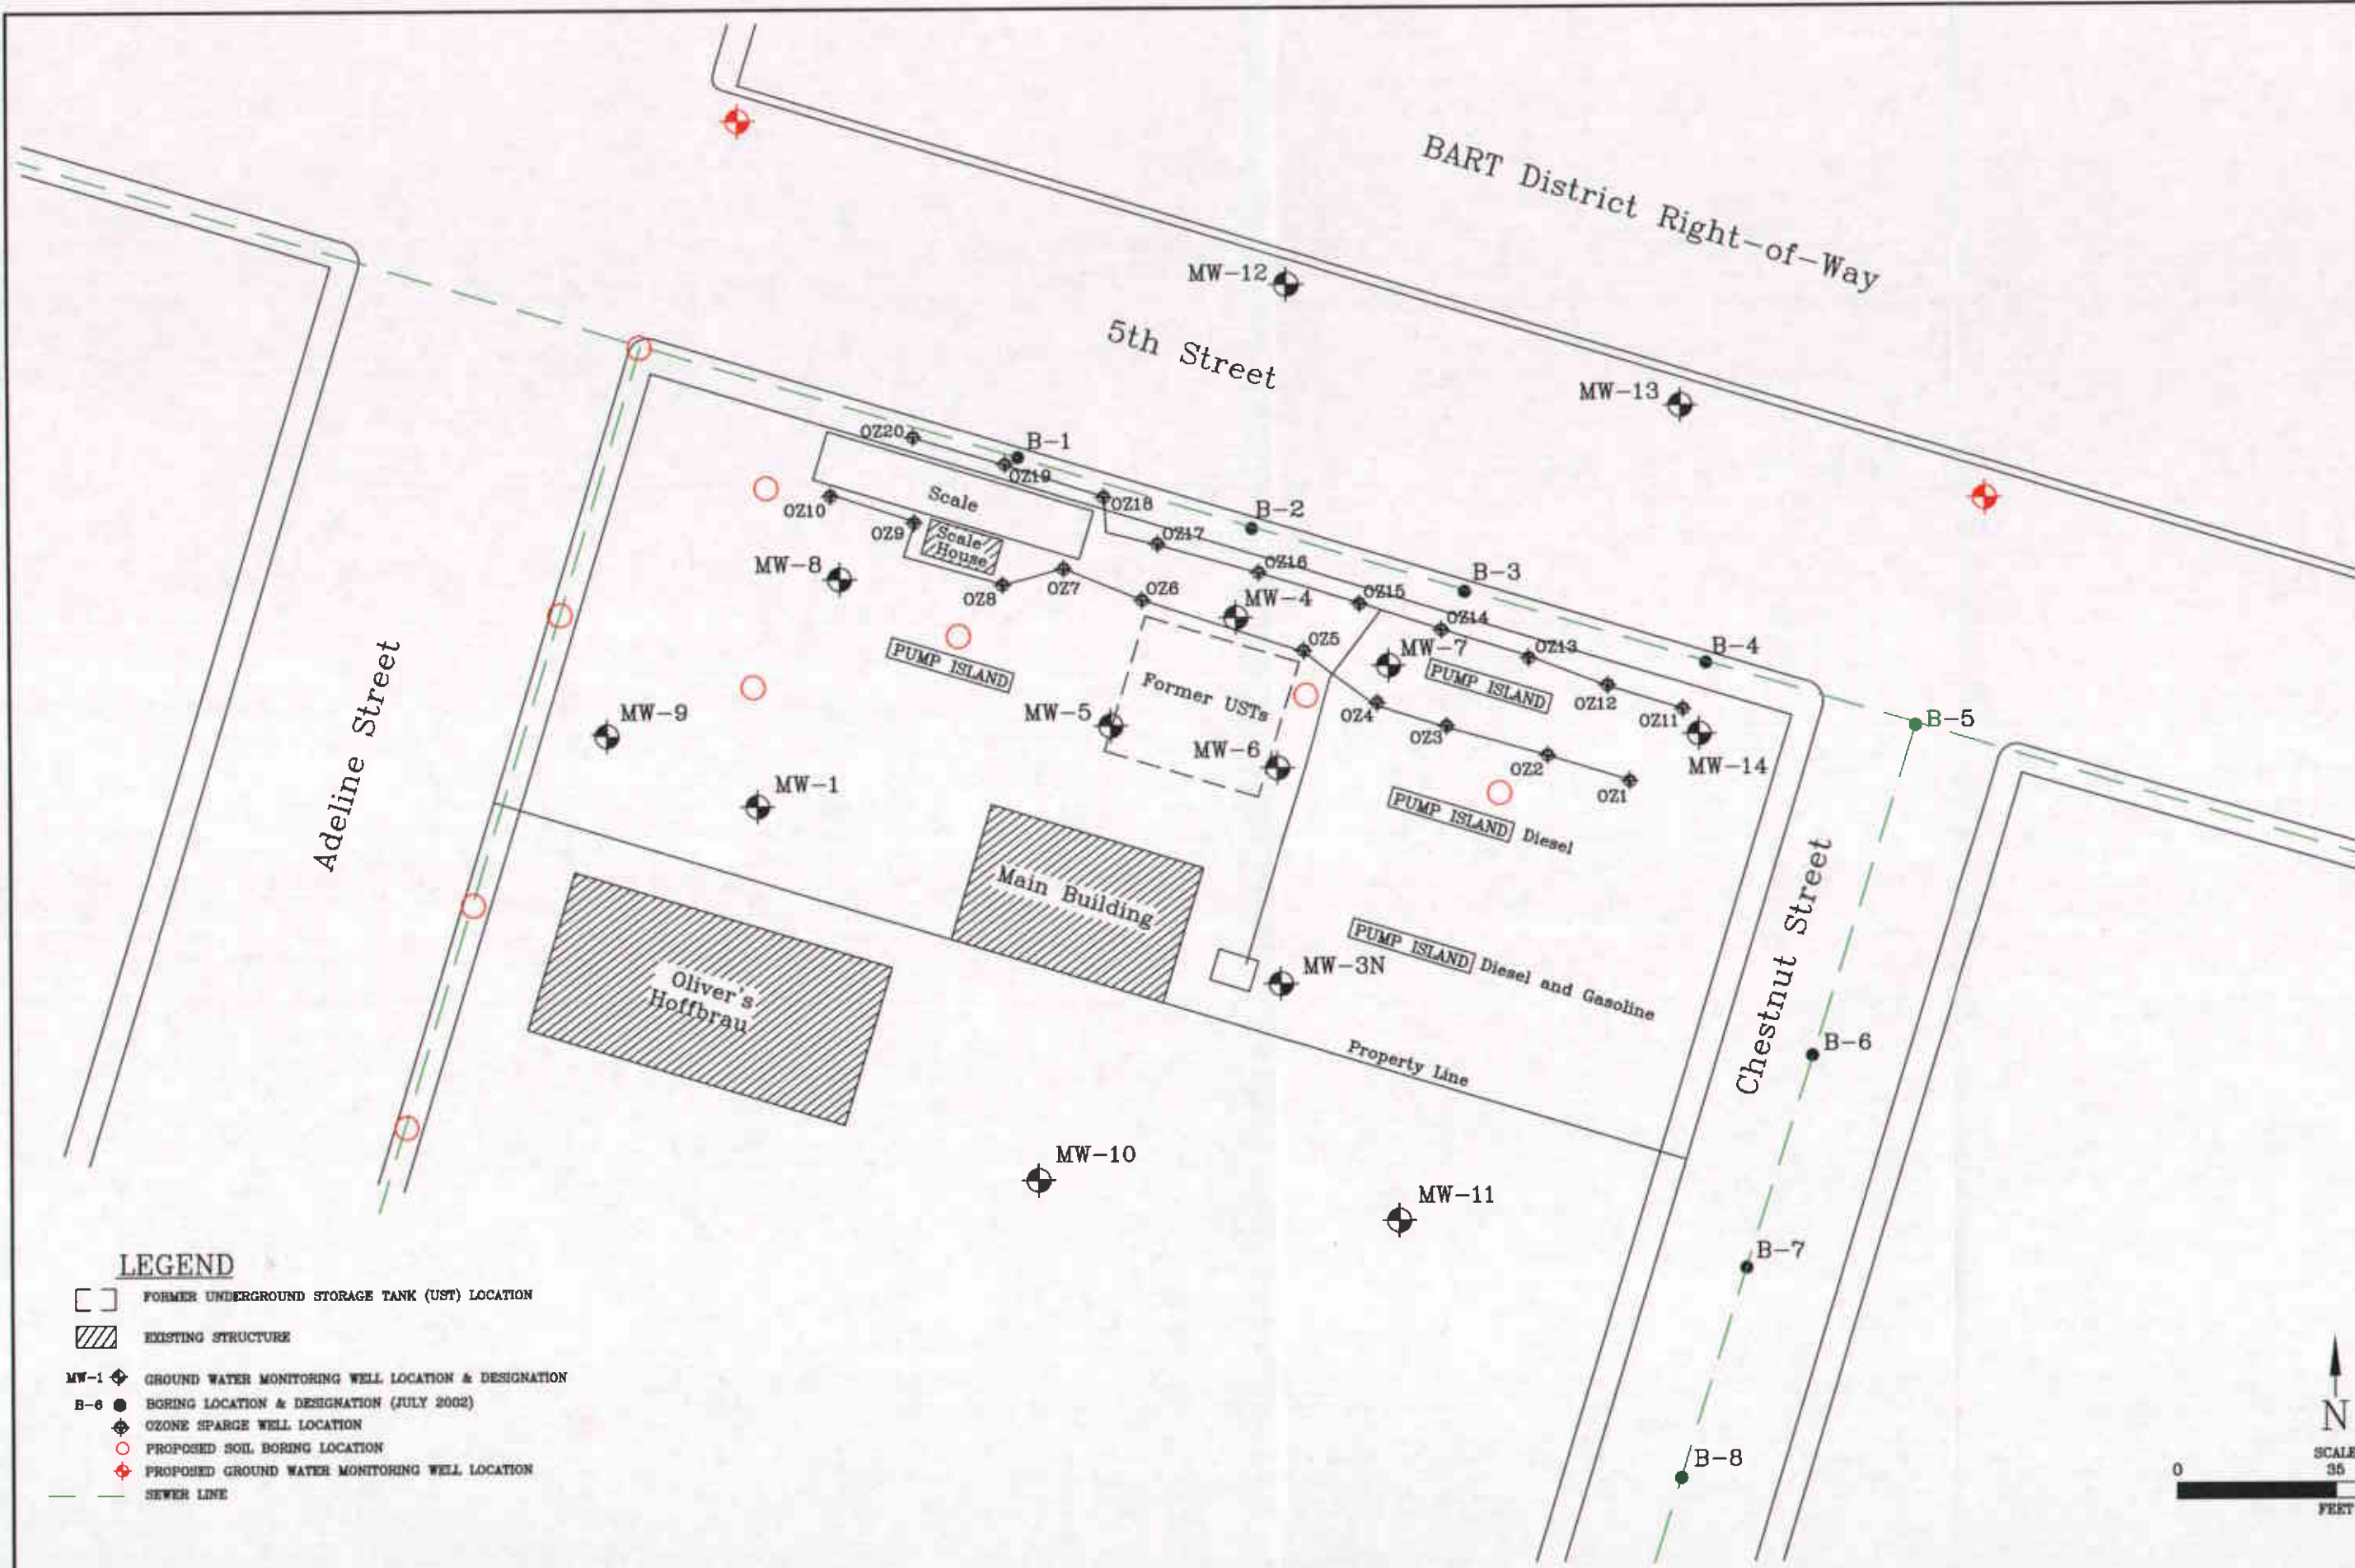 BART District Right-of-Way
MW-12
5th Street
MW-13
OZ20
B-1
OZ19
Scale
OZ18
B-2
OZ10
OZ9
Scale
House
OZ17
OZ16
MW-8
OZ8
OZ7
OZ6
MW-4
OZ15
B-3
OZ14
OZ5
MW-7
OZ13
B-4
PUMP ISLAND
PUMP ISLAND
Former USTs
OZ4
OZ12
OZ11
B-5
MW-9
MW-5
OZ3
MW-6
OZ2
MW-14
OZ1
MW-1
Adeline Street
PUMP ISLAND Diesel
Main Building
Chestnut Street
Oliver's
Hoffbrau
MW-3N
PUMP ISLAND Diesel and Gasoline
Property Line
B-6
MW-10
MW-11
B-7
B-8
LEGEND
FORMER UNDERGROUND STORAGE TANK (UST) LOCATION
EXISTING STRUCTURE
MW-1 GROUND WATER MONITORING WELL LOCATION & DESIGNATION
B-6 BORING LOCATION & DESIGNATION (JULY 2002)
OZONE SPARGE WELL LOCATION
PROPOSED SOIL BORING LOCATION
PROPOSED GROUND WATER MONITORING WELL LOCATION
SEWER LINE
N
SCALE
0 35
FEET